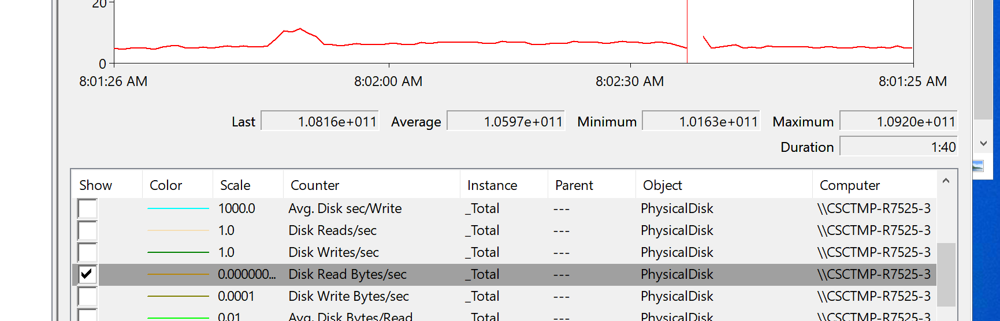 20
0
8:01:26 AM 8:02:00 AM 8:02:30 AM 8:01:25 AM
Last 1.0816e+011 Average 1.0597e+011 Minimum 1.0163e+011 Maximum 1.0920e+011
Duration 1:40
Show Color Scale Counter Instance Parent Object Computer
1000.0 Avg. Disk sec/Write _Total --- PhysicalDisk \\CSCTMP-R7525-3
1.0 Disk Reads/sec _Total --- PhysicalDisk \\CSCTMP-R7525-3
1.0 Disk Writes/sec _Total --- PhysicalDisk \\CSCTMP-R7525-3
0.000000... Disk Read Bytes/sec _Total --- PhysicalDisk \\CSCTMP-R7525-3
0.0001 Disk Write Bytes/sec _Total --- PhysicalDisk \\CSCTMP-R7525-3
0.01 Avg. Disk Bytes/Read _Total --- PhysicalDisk \\CSCTMP-R7525-3